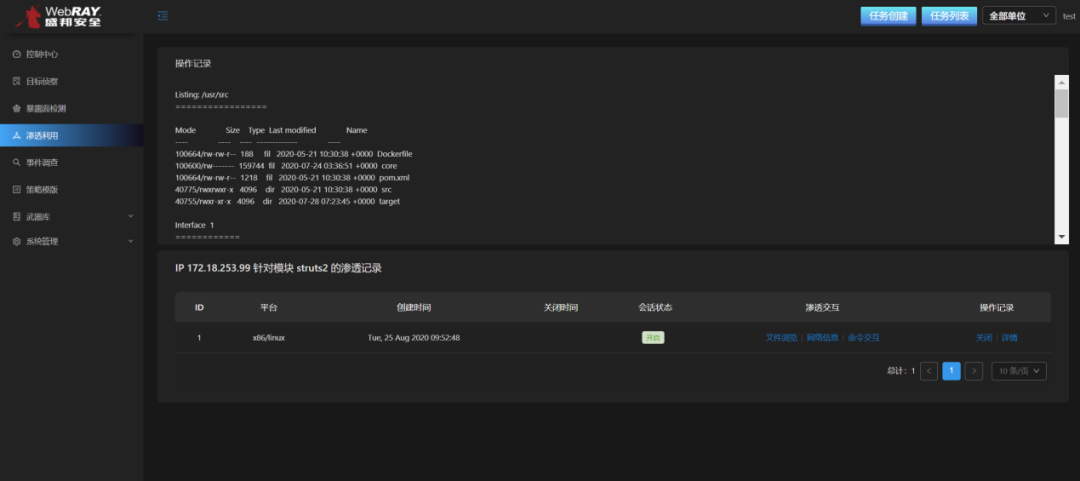 WebRAY
盛邦安全
任务创建 任务列表 全部单位 test
控制中心
目标侦察
暴露面检测
渗透利用
事件调查
策略模版
武器库
系统管理
操作记录
Listing: /usr/src
=================
Mode Size Type Last modified Name
---- ---- ---- ------------- ----
100664/rw-rw-r-- 188 fil 2020-05-21 10:30:38 +0000 Dockerfile
100600/rw------- 159744 fil 2020-07-24 03:36:51 +0000 core
100664/rw-rw-r-- 1218 fil 2020-05-21 10:30:38 +0000 pom.xml
40775/rwxrwxr-x 4096 dir 2020-05-21 10:30:38 +0000 src
40755/rwxr-xr-x 4096 dir 2020-07-28 07:23:45 +0000 target
Interface 1
============
IP 172.18.253.99 针对模块 struts2 的渗透记录
ID 平台 创建时间 关闭时间 会话状态 渗透交互 操作记录
1 x86/linux Tue, 25 Aug 2020 09:52:48 开启 文件浏览 | 网络信息 | 命令交互 关闭 | 详情
总计: 1 < 1 > 10 条/页